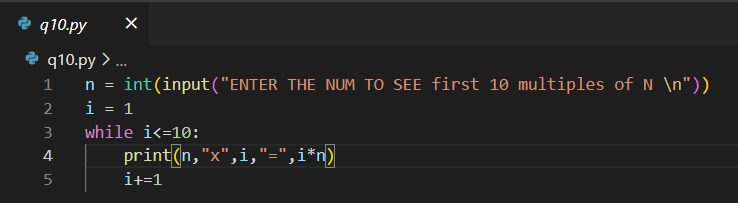 q10.py ×
q10.py > ...
1 n = int(input("ENTER THE NUM TO SEE first 10 multiples of N \n"))
2 i = 1
3 while i<=10:
4     print(n,"x",i,"=",i*n)
5     i+=1